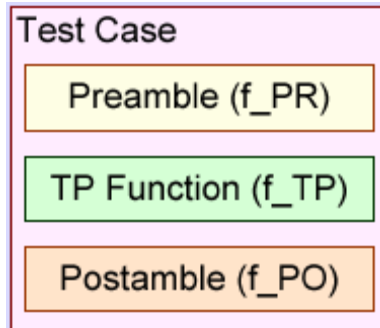 Test Case
Preamble (f_PR)
TP Function (f_TP)
Postamble (f_PO)